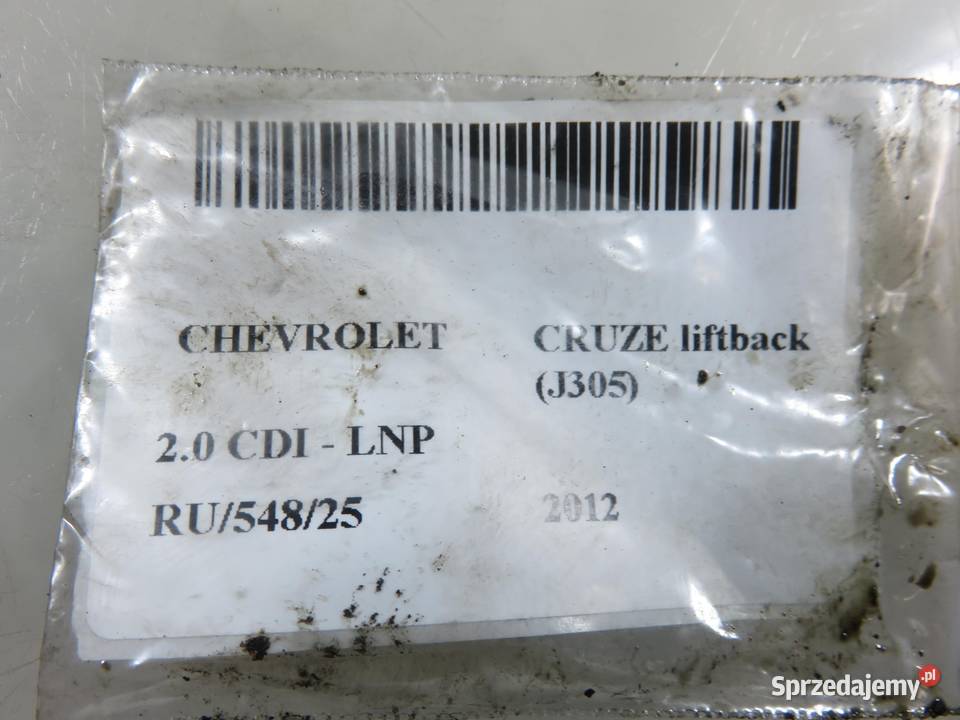 CHEVROLET CRUZE liftback
(J305)
2.0 CDI - LNP
RU/548/25 2012
Sprzedajemy.pl